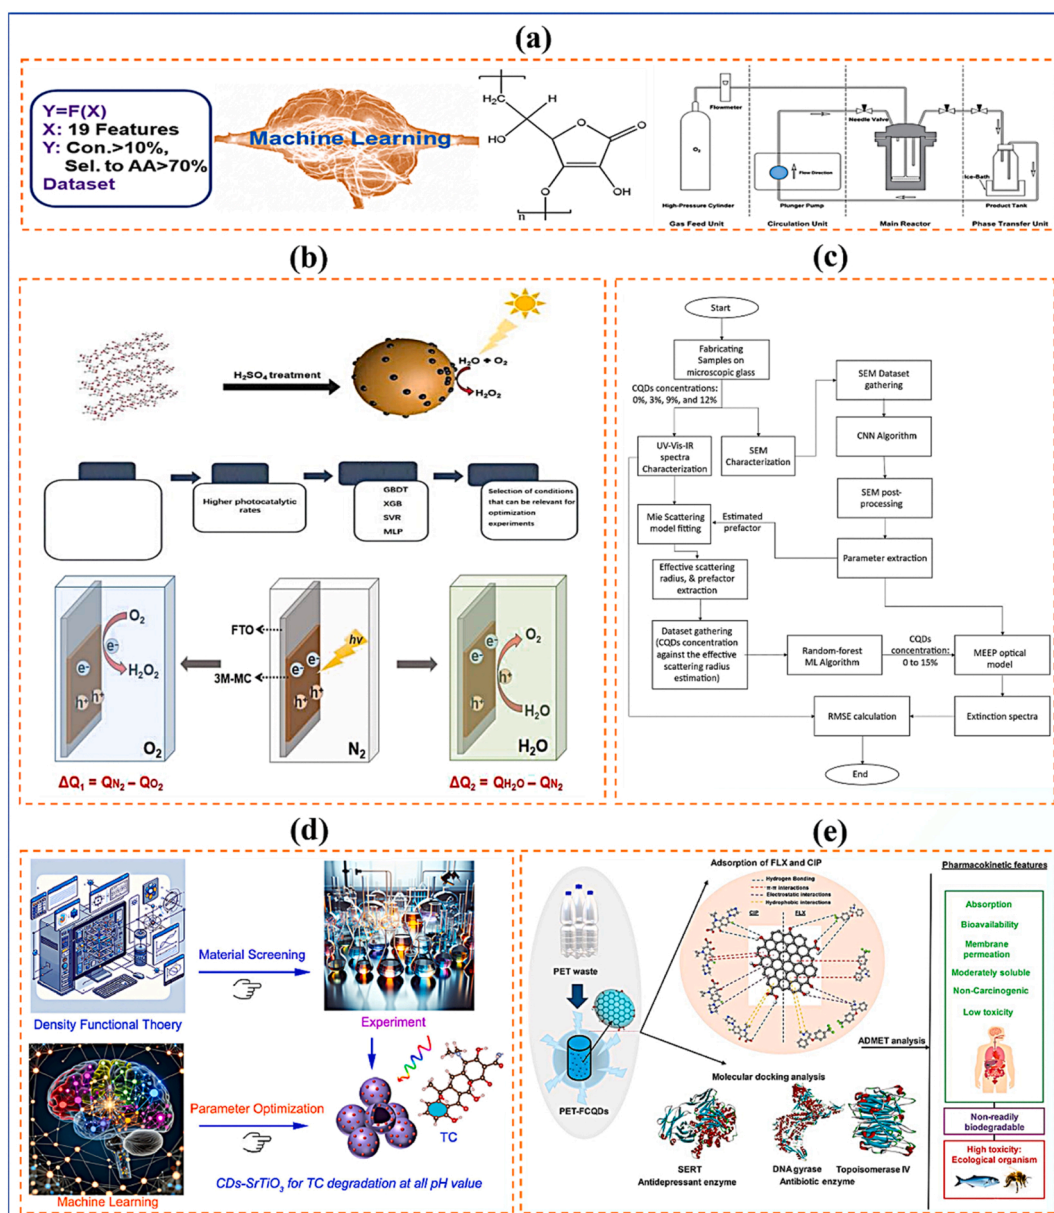 (a)
Y=F(X)
X: 19 Features
Y: Con.>10%,
Sel. to AA>70%
Dataset
Machine Learning
H₂C
H
HO
O
O
O
OH
n
Flowmeter
O₂
High-Pressure Cylinder
Gas Feed Unit
Flow Direction
Plunger Pump
Circulation Unit
Needle Valve
Main Reactor
Ice-Bath
Product Tank
Phase Transfer Unit
(b)
H₂SO₄ treatment
H₂O + O₂
H₂O₂
Higher photocatalytic
rates
GBDT
XGB
SVR
MLP
Selection of conditions
that can be relevant for
optimization
experiments
O₂
e⁻
H₂O₂
e⁻
h⁺
O₂
FTO
3M-MC
hν
e⁻
e⁻
h⁺
h⁺
N₂
e⁻
e⁻
O₂
h⁺
h⁺
H₂O
H₂O
ΔQ₁ = QN₂ – QO₂
ΔQ₂ = QH₂O – QN₂
(c)
Start
Fabricating
Samples on
microscopic glass
CQDs concentrations:
0%, 3%, 9%, and 12%
UV-Vis-IR
spectra
Characterization
SEM
Characterization
SEM Dataset
gathering
CNN Algorithm
SEM post-
processing
Parameter extraction
Estimated
prefactor
Mie Scattering
model fitting
Effective scattering
radius, & prefactor
extraction
Dataset gathering
(CQDs concentration
against the effective
scattering radius
estimation)
Random-forest
ML Algorithm
CQDs
concentration:
0 to 15%
MEEP optical
model
Extinction spectra
RMSE calculation
End
(d)
Density Functional Thoery
Material Screening
Experiment
Machine Learning
Parameter Optimization
TC
CDs-SrTiO₃ for TC degradation at all pH value
(e)
PET waste
PET-FCQDs
Adsorption of FLX and CIP
Hydrogen Bonding
π-π interactions
Electrostatic interactions
Hydrophobic interactions
CIP
FLX
Molecular docking analysis
SERT
Antidepressant enzyme
DNA gyrase
Topoisomerase IV
Antibiotic enzyme
ADMET analysis
Pharmacokinetic features
Absorption
Bioavailability
Membrane
permeation
Moderately soluble
Non-Carcinogenic
Low toxicity
Non-readily
biodegradable
High toxicity:
Ecological organism